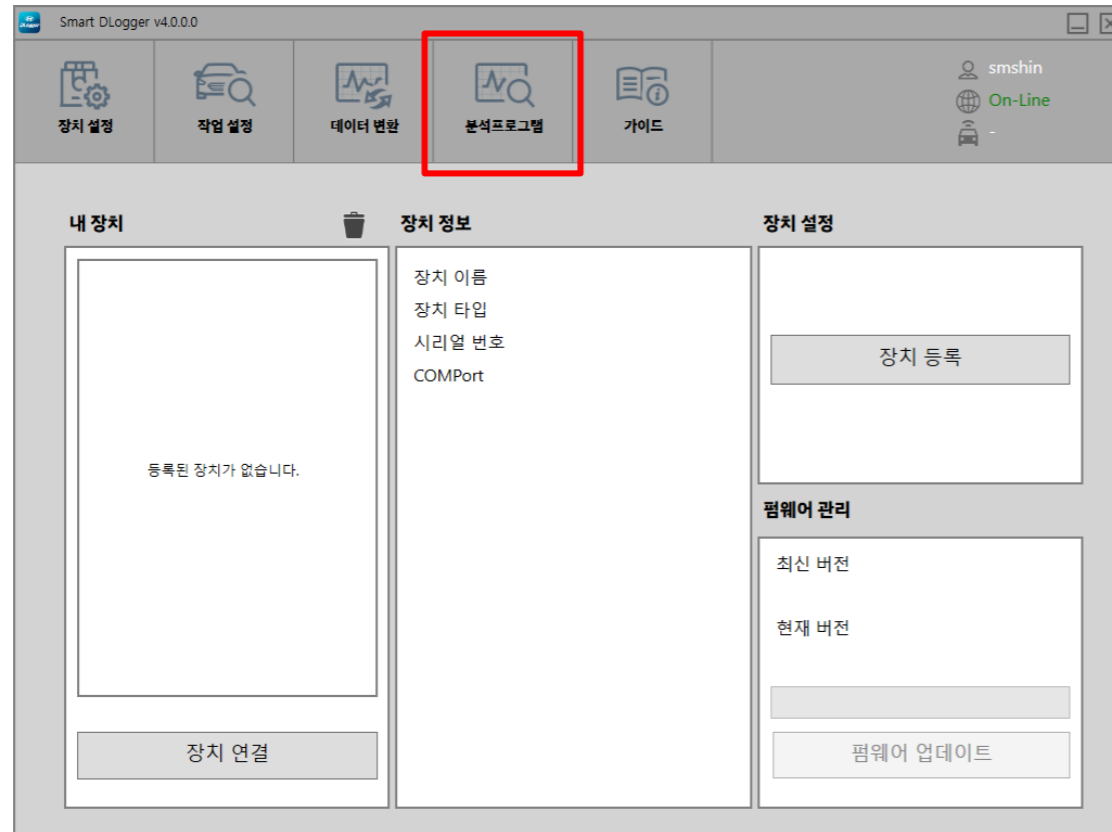 Smart DLogger v4.0.0.0
장치 설정
작업 설정
데이터 변환
분석프로그램
가이드
smshin
On-Line
-
내 장치
장치 정보
장치 설정
장치 이름
장치 타입
시리얼 번호
COMPort
장치 등록
등록된 장치가 없습니다.
펌웨어 관리
최신 버전
현재 버전
장치 연결
펌웨어 업데이트